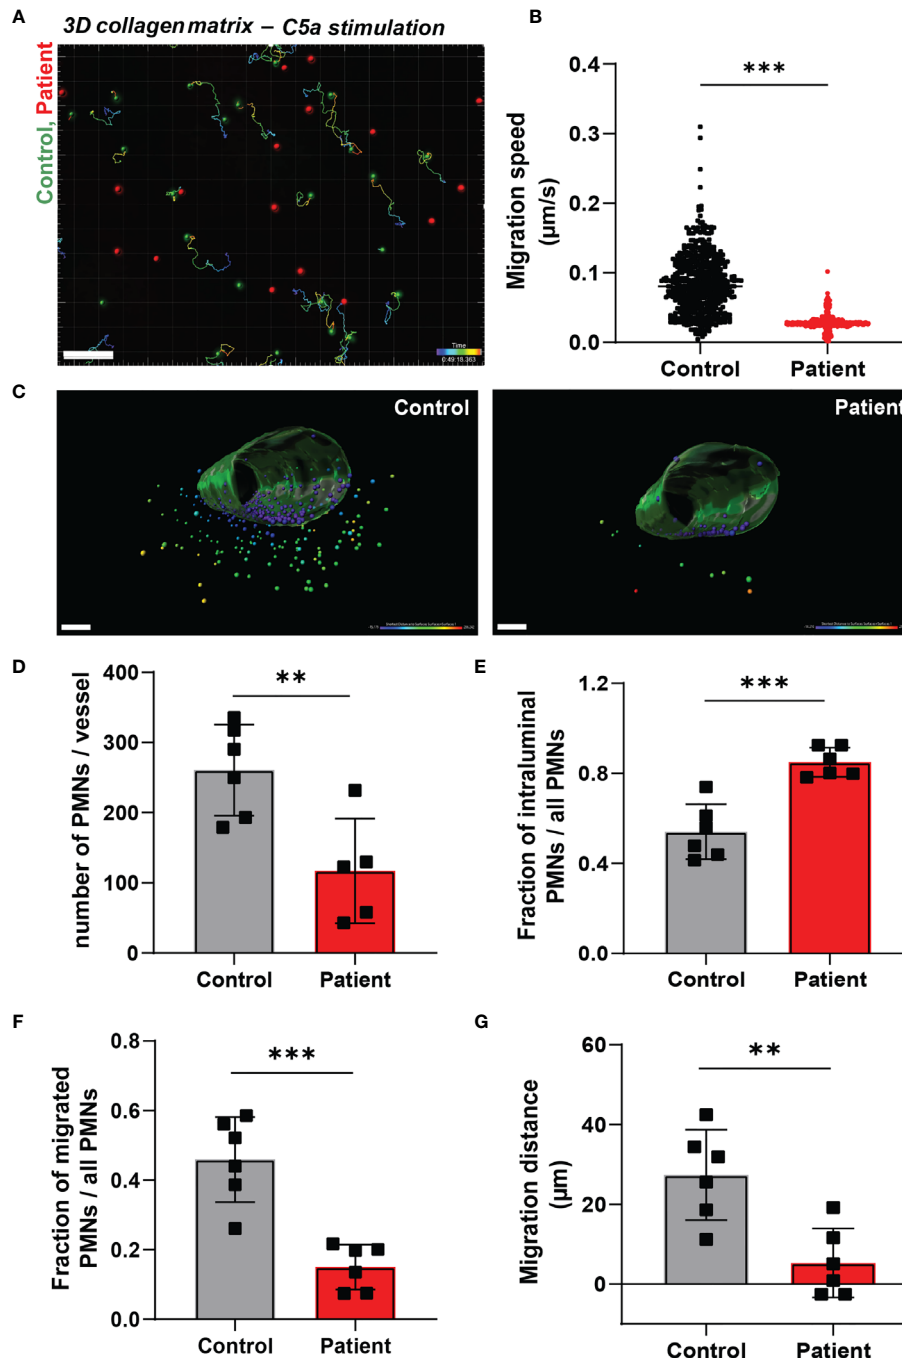 A
3D collagen matrix – C5a stimulation
Control, Patient
Time
0:49:18.363
B
Migration speed
(µm/s)
0.4
0.3
0.2
0.1
0.0
***
Control Patient
C
Control
Patient
D
number of PMNs / vessel
400
300
200
100
0
**
Control Patient
E
Fraction of intraluminal
PMNs / all PMNs
1.2
0.8
0.4
0.0
***
Control Patient
F
Fraction of migrated
PMNs / all PMNs
0.8
0.6
0.4
0.2
0.0
***
Control Patient
G
Migration distance
(µm)
60
40
20
0
**
Control Patient